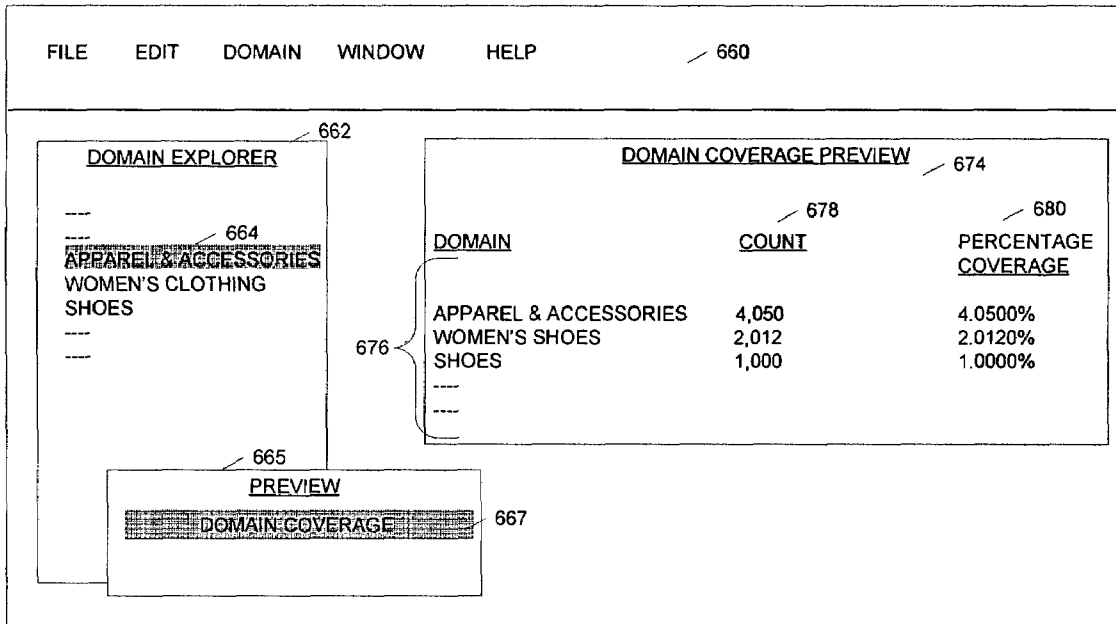 FILE EDIT DOMAIN WINDOW HELP 660
662
DOMAIN EXPLORER
----
----
664
APPAREL & ACCESSORIES
WOMEN'S CLOTHING
SHOES
----
----
665
PREVIEW
DOMAIN COVERAGE 667
DOMAIN COVERAGE PREVIEW
674
678 680
DOMAIN COUNT PERCENTAGE
COVERAGE
APPAREL & ACCESSORIES 4,050 4.0500%
WOMEN'S SHOES 2,012 2.0120%
676
SHOES 1,000 1.0000%
----
----